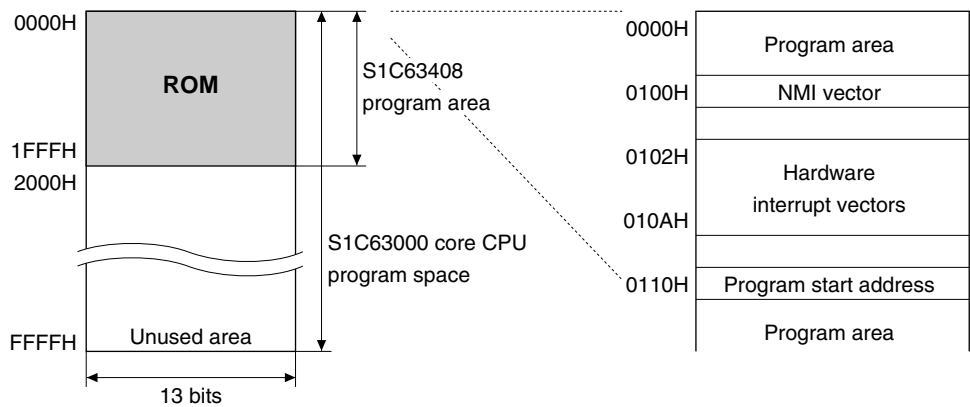 0000H
ROM
1FFFH
2000H
FFFFH
Unused area
13 bits
S1C63408
program area
S1C63000 core CPU
program space
0000H
Program area
0100H
NMI vector
0102H
Hardware
interrupt vectors
010AH
0110H
Program start address
Program area